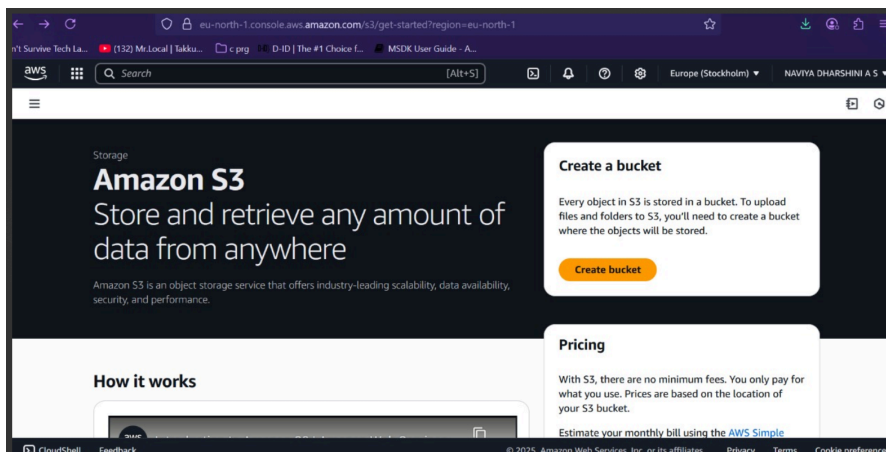 eu-north-1.console.aws.amazon.com/s3/get-started?region=eu-north-1
n't Survive Tech La... (132) Mr.Local | Takku... c prg D-ID | The #1 Choice f... MSDK User Guide - A...
aws Search [Alt+S] Europe (Stockholm) ▼ NAVIYA DHARSHINI A S ▼
Storage
Amazon S3
Store and retrieve any amount of
data from anywhere
Amazon S3 is an object storage service that offers industry-leading scalability, data availability,
security, and performance.
Create a bucket
Every object in S3 is stored in a bucket. To upload
files and folders to S3, you'll need to create a bucket
where the objects will be stored.
Create bucket
Pricing
With S3, there are no minimum fees. You only pay for
what you use. Prices are based on the location of
your S3 bucket.
Estimate your monthly bill using the AWS Simple
How it works
aws
CloudShell Feedback © 2025, Amazon Web Services, Inc. or its affiliates. Privacy Terms Cookie preference